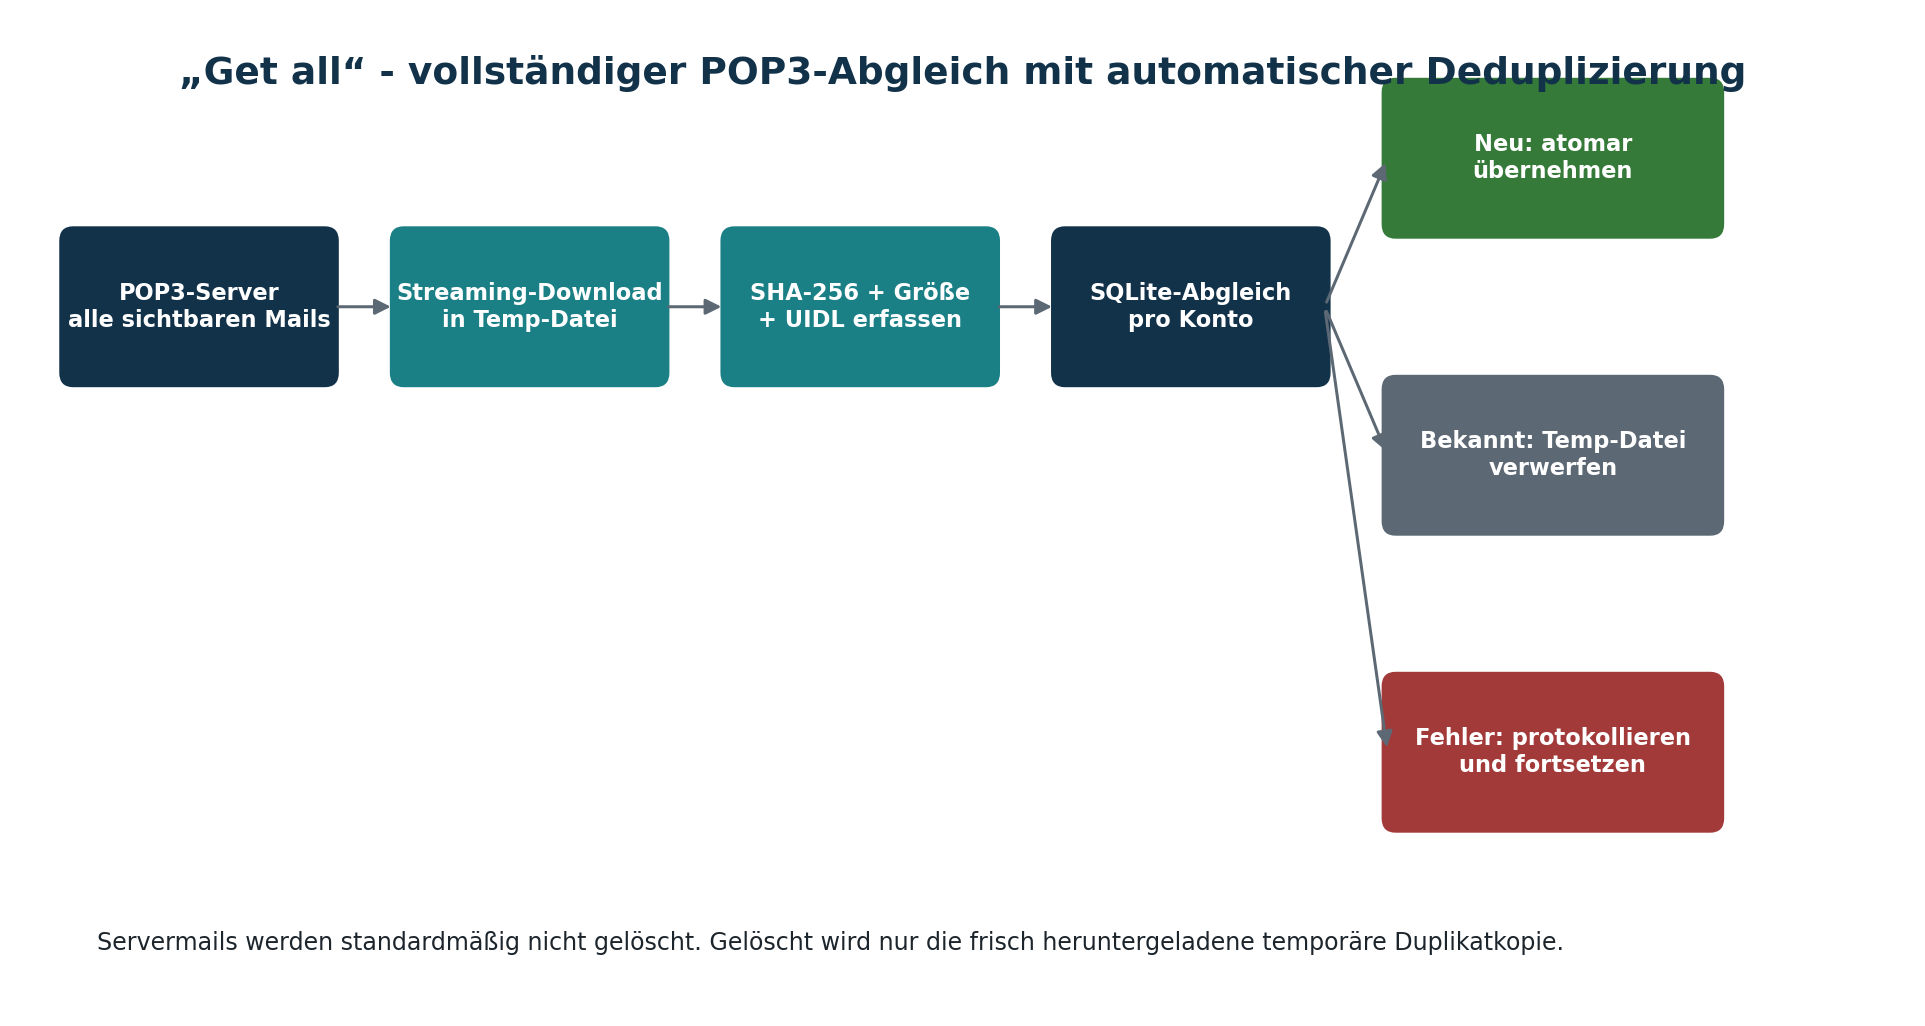 „Get all“ - vollständiger POP3-Abgleich mit automatischer Deduplizierung
POP3-Server
alle sichtbaren Mails
Streaming-Download
in Temp-Datei
SHA-256 + Größe
+ UIDL erfassen
SQLite-Abgleich
pro Konto
Neu: atomar
übernehmen
Bekannt: Temp-Datei
verwerfen
Fehler: protokollieren
und fortsetzen
Servermails werden standardmäßig nicht gelöscht. Gelöscht wird nur die frisch heruntergeladene temporäre Duplikatkopie.